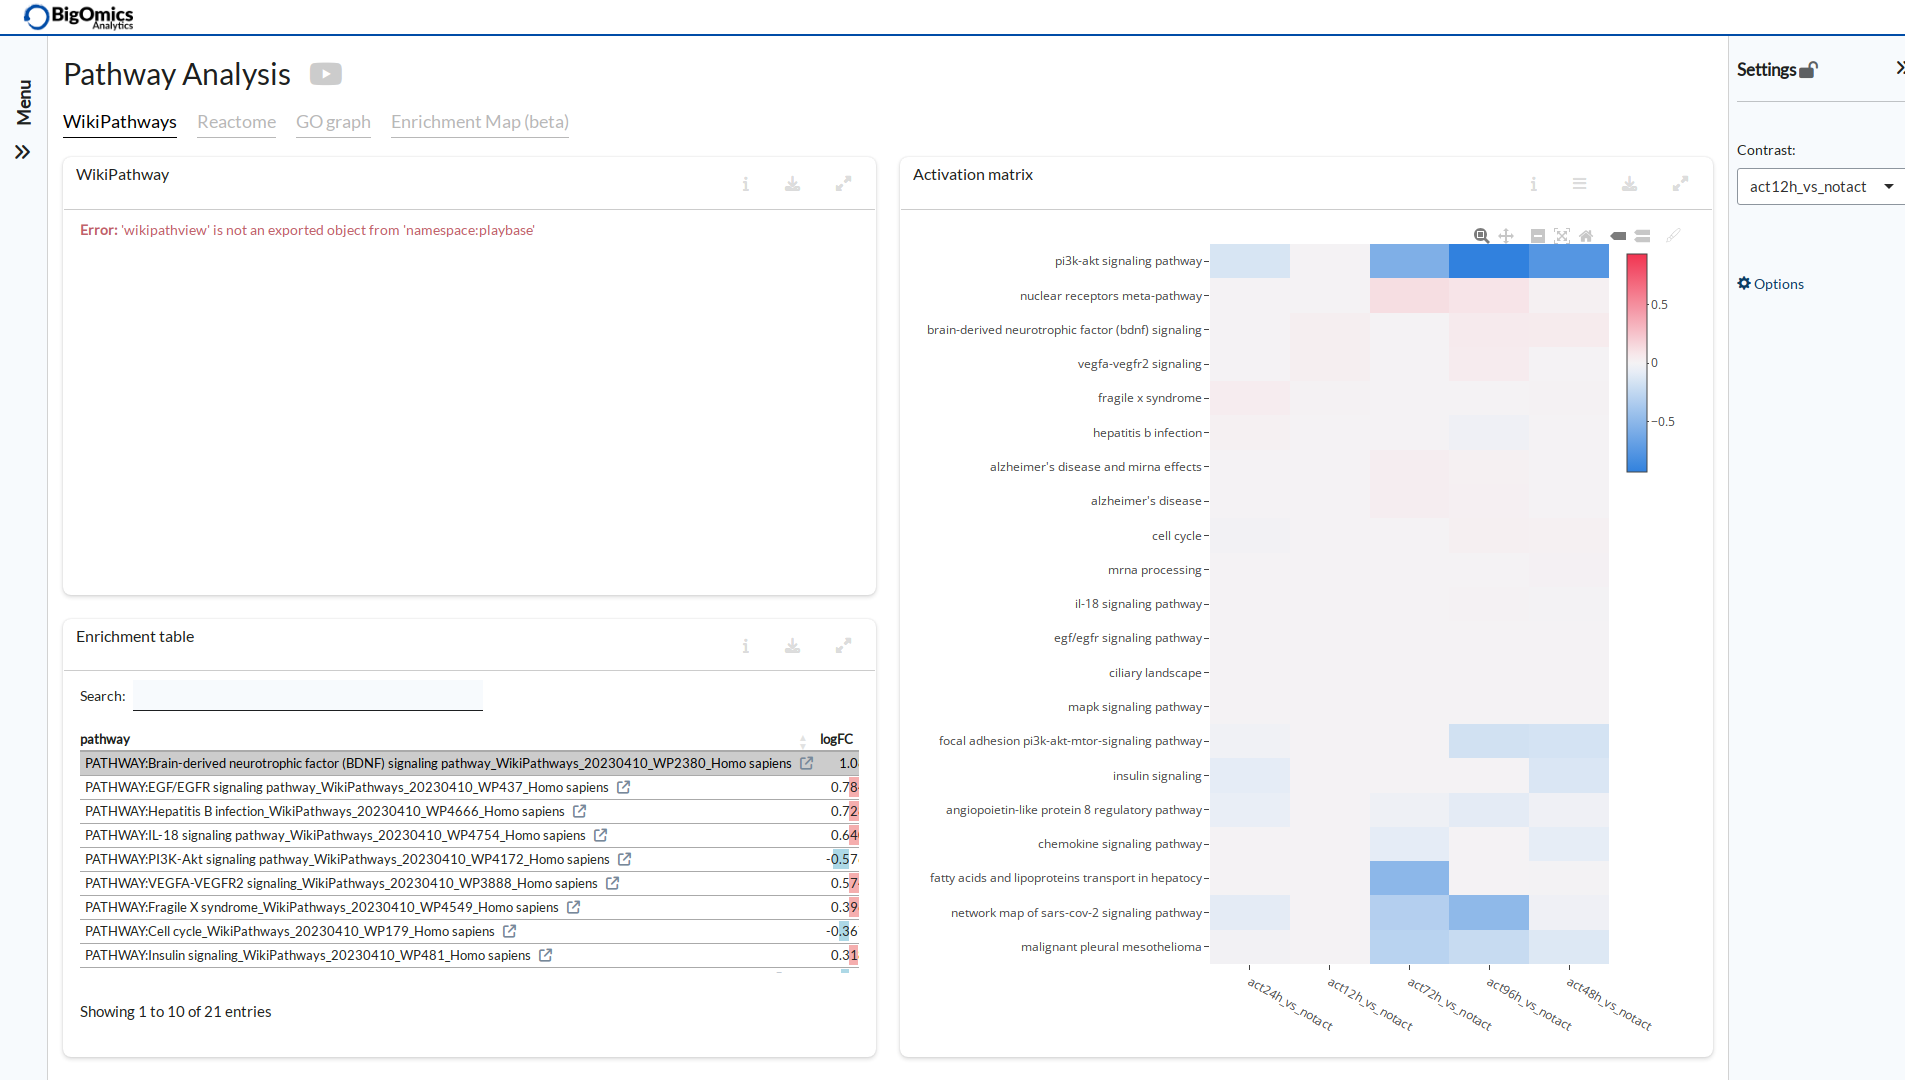 BigOmics
Analytics
Menu
Pathway Analysis
WikiPathways Reactome GO graph Enrichment Map (beta)
WikiPathway
Error: 'wikipathview' is not an exported object from 'namespace:playbase'
Enrichment table
Search:
pathway logFC
PATHWAY:Brain-derived neurotrophic factor (BDNF) signaling pathway_WikiPathways_20230410_WP2380_Homo sapiens 1.0
PATHWAY:EGF/EGFR signaling pathway_WikiPathways_20230410_WP437_Homo sapiens 0.78
PATHWAY:Hepatitis B infection_WikiPathways_20230410_WP4666_Homo sapiens 0.72
PATHWAY:IL-18 signaling pathway_WikiPathways_20230410_WP4754_Homo sapiens 0.64
PATHWAY:PI3K-Akt signaling pathway_WikiPathways_20230410_WP4172_Homo sapiens -0.57
PATHWAY:VEGFA-VEGFR2 signaling_WikiPathways_20230410_WP3888_Homo sapiens 0.57
PATHWAY:Fragile X syndrome_WikiPathways_20230410_WP4549_Homo sapiens 0.39
PATHWAY:Cell cycle_WikiPathways_20230410_WP179_Homo sapiens -0.36
PATHWAY:Insulin signaling_WikiPathways_20230410_WP481_Homo sapiens 0.31
Showing 1 to 10 of 21 entries
Activation matrix
pi3k-akt signaling pathway
nuclear receptors meta-pathway
brain-derived neurotrophic factor (bdnf) signaling
vegfa-vegfr2 signaling
fragile x syndrome
hepatitis b infection
alzheimer's disease and mirna effects
alzheimer's disease
cell cycle
mrna processing
il-18 signaling pathway
egf/egfr signaling pathway
ciliary landscape
mapk signaling pathway
focal adhesion pi3k-akt-mtor-signaling pathway
insulin signaling
angiopoietin-like protein 8 regulatory pathway
chemokine signaling pathway
fatty acids and lipoproteins transport in hepatocy
network map of sars-cov-2 signaling pathway
malignant pleural mesothelioma
act24h_vs_notact
act12h_vs_notact
act72h_vs_notact
act96h_vs_notact
act48h_vs_notact
0.5
0
−0.5
Settings
Contrast:
act12h_vs_notact
Options